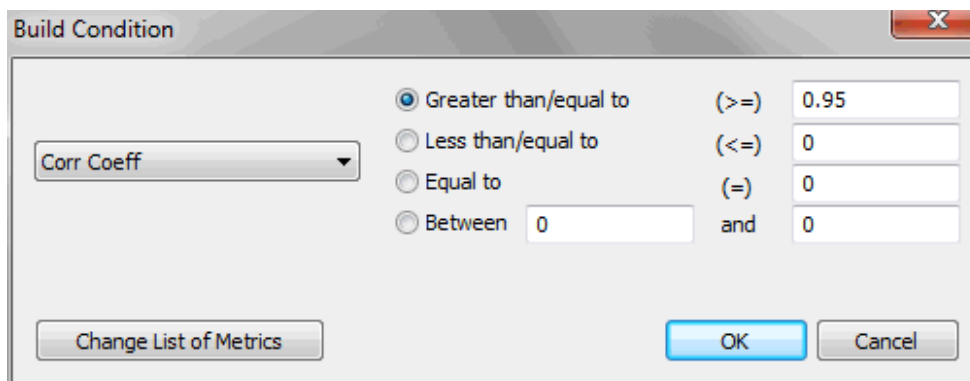 Build Condition
X
Greater than/equal to (>=) 0.95
Corr Coeff
Less than/equal to (<=) 0
Equal to (=) 0
Between 0 and 0
Change List of Metrics OK Cancel